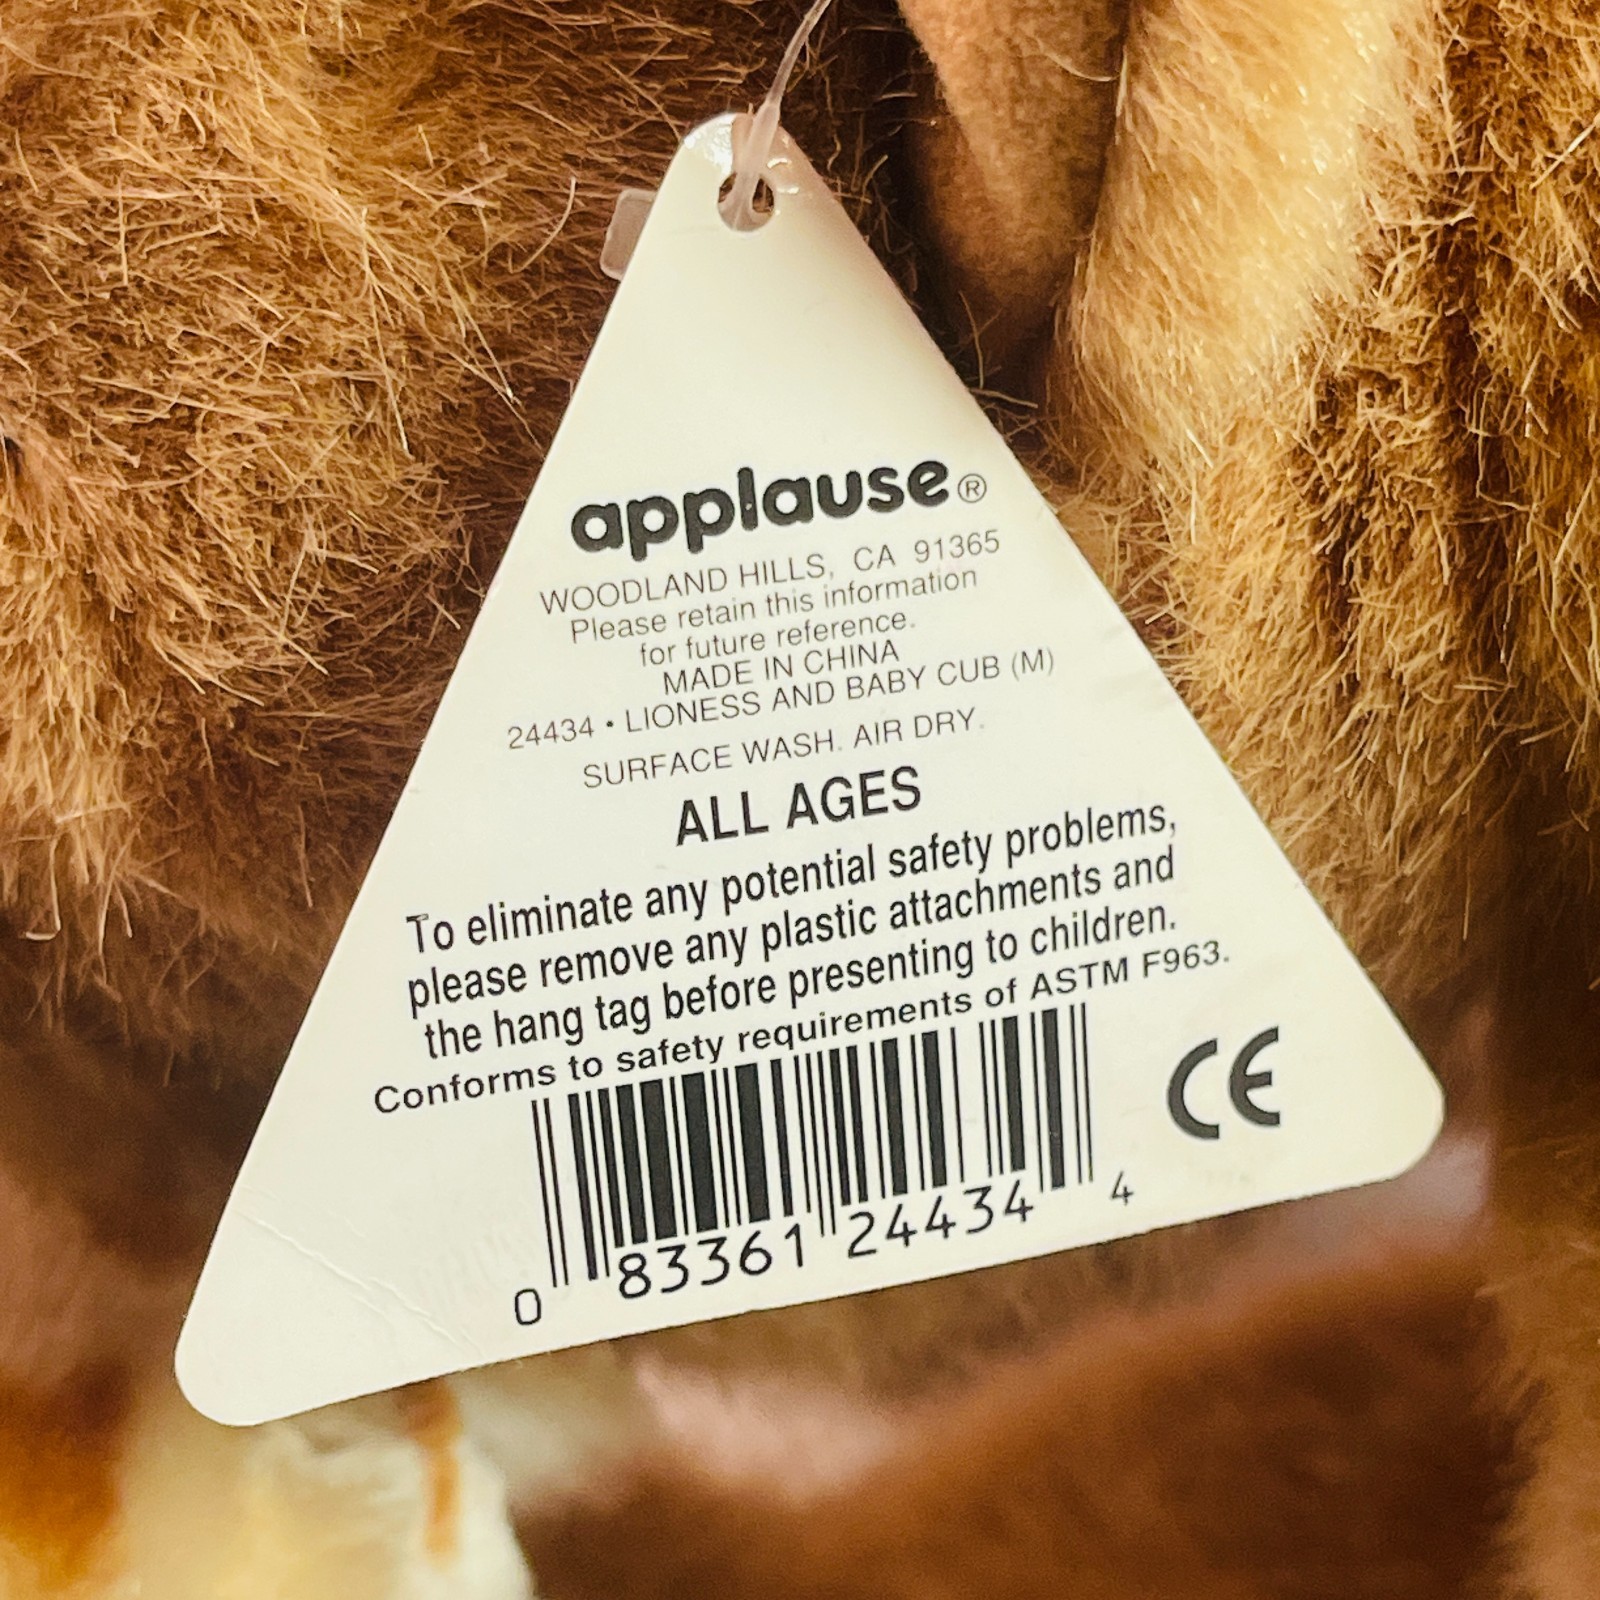 applause®
WOODLAND HILLS, CA 91365
Please retain this information
for future reference.
MADE IN CHINA
24434 • LIONESS AND BABY CUB (M)
SURFACE WASH. AIR DRY.
ALL AGES
To eliminate any potential safety problems,
please remove any plastic attachments and
the hang tag before presenting to children.
Conforms to safety requirements of ASTM F963.
CE
0 83361 24434 4